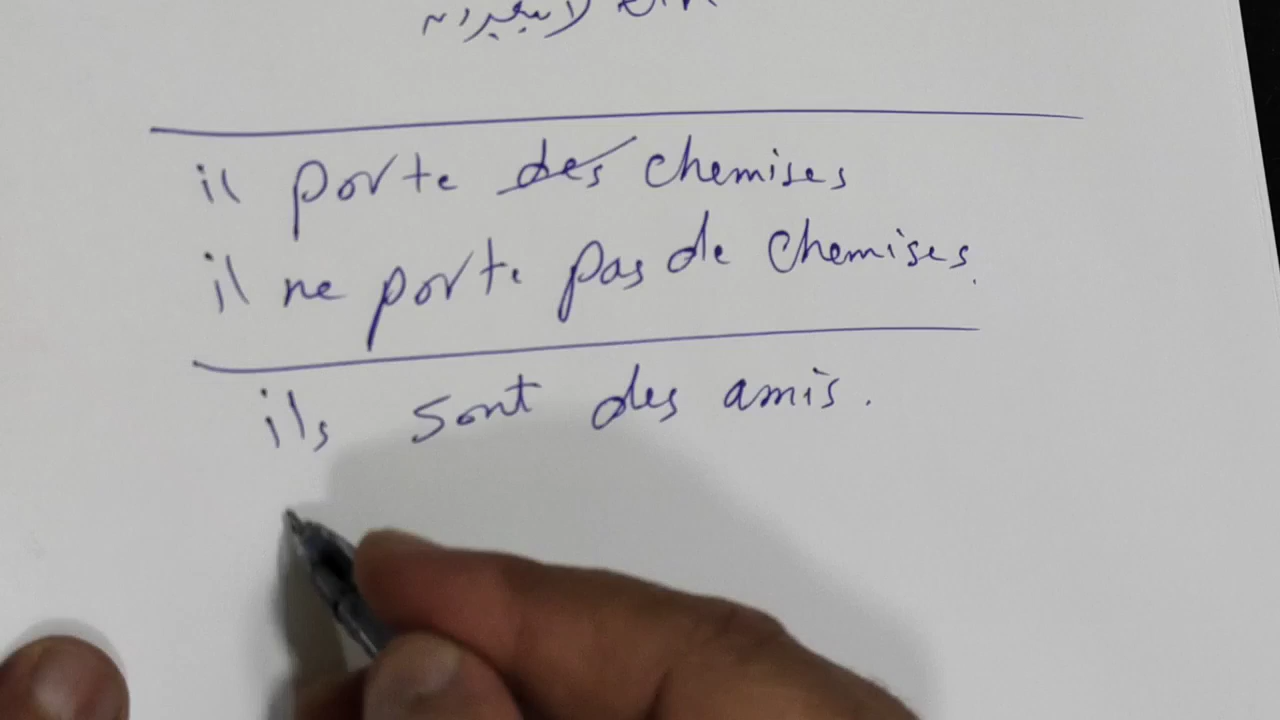 il porte des chemises
il ne porte pas de chemises.
ils sont des amis.